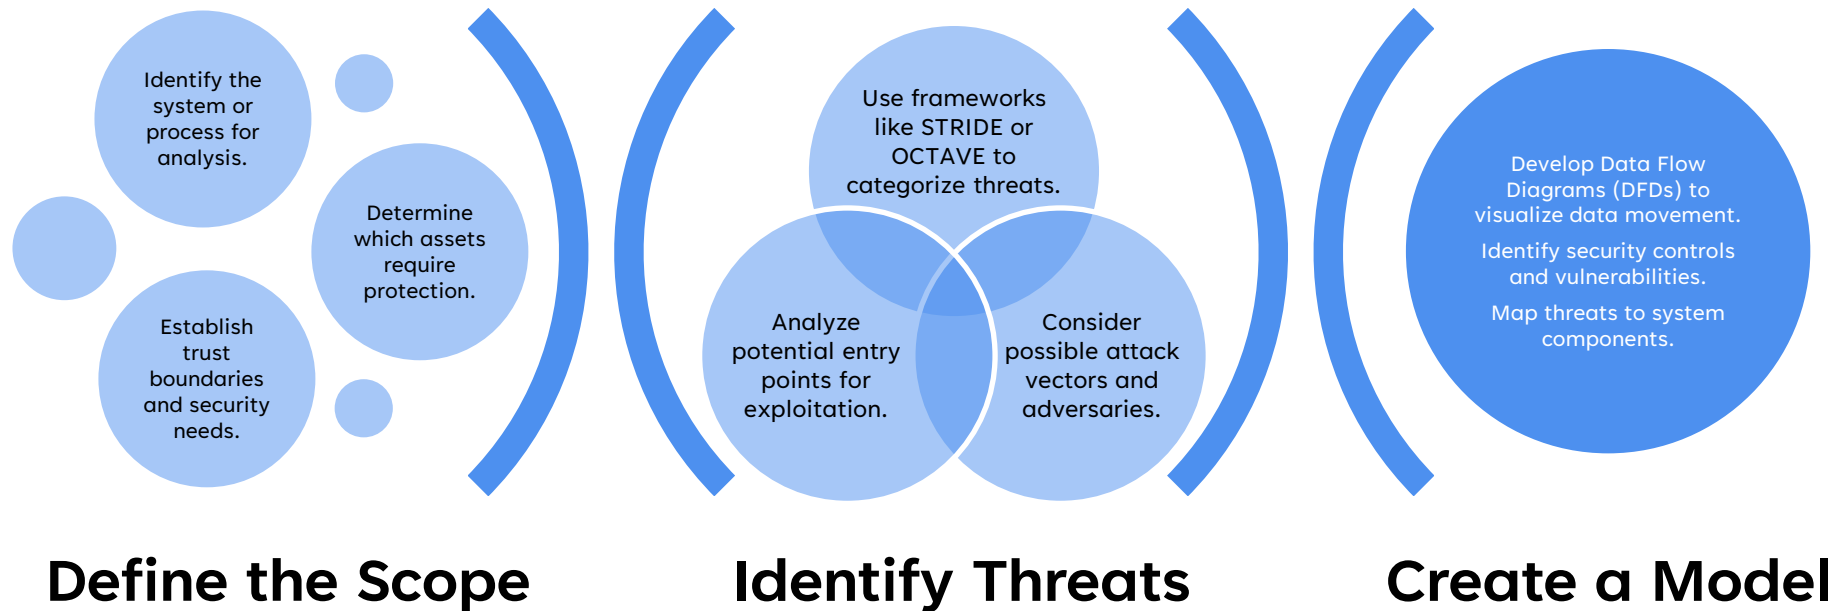 Identify the
system or
process for
analysis.
Determine
which assets
require
protection.
Establish
trust
boundaries
and security
needs.
Define the Scope
Use frameworks
like STRIDE or
OCTAVE to
categorize threats.
Analyze
potential entry
points for
exploitation.
Consider
possible attack
vectors and
adversaries.
Identify Threats
Develop Data Flow
Diagrams (DFDs) to
visualize data movement.
Identify security controls
and vulnerabilities.
Map threats to system
components.
Create a Model